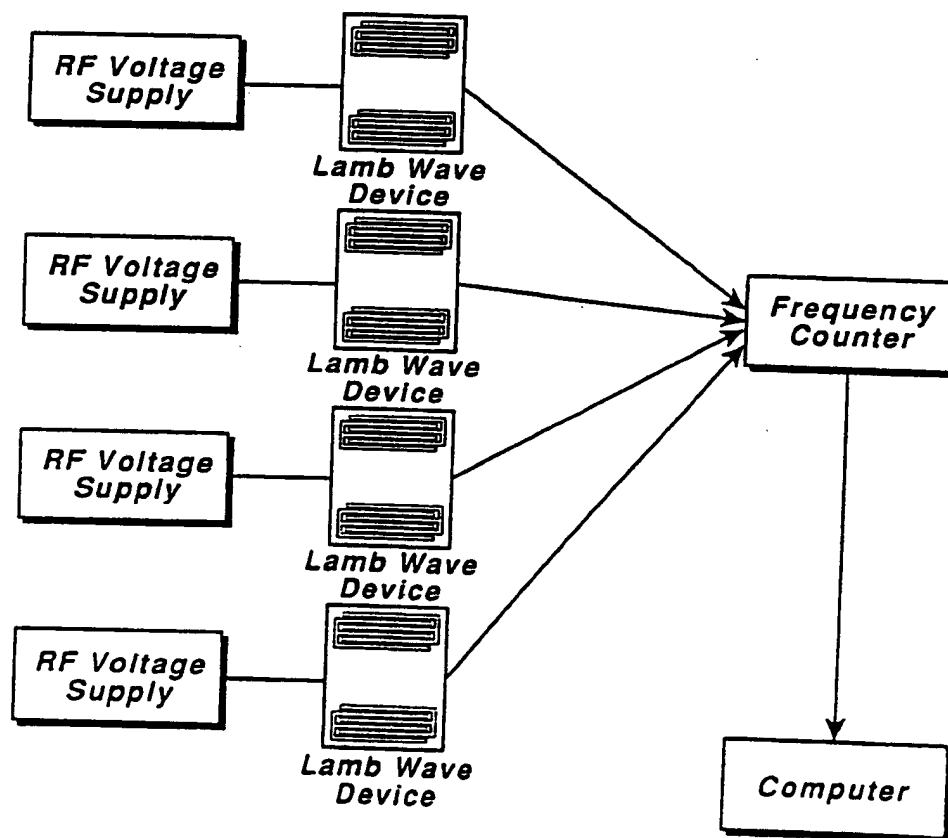 RF Voltage
Supply
Lamb Wave
Device
RF Voltage
Supply
Lamb Wave
Device
RF Voltage
Supply
Lamb Wave
Device
RF Voltage
Supply
Lamb Wave
Device
Frequency
Counter
Computer